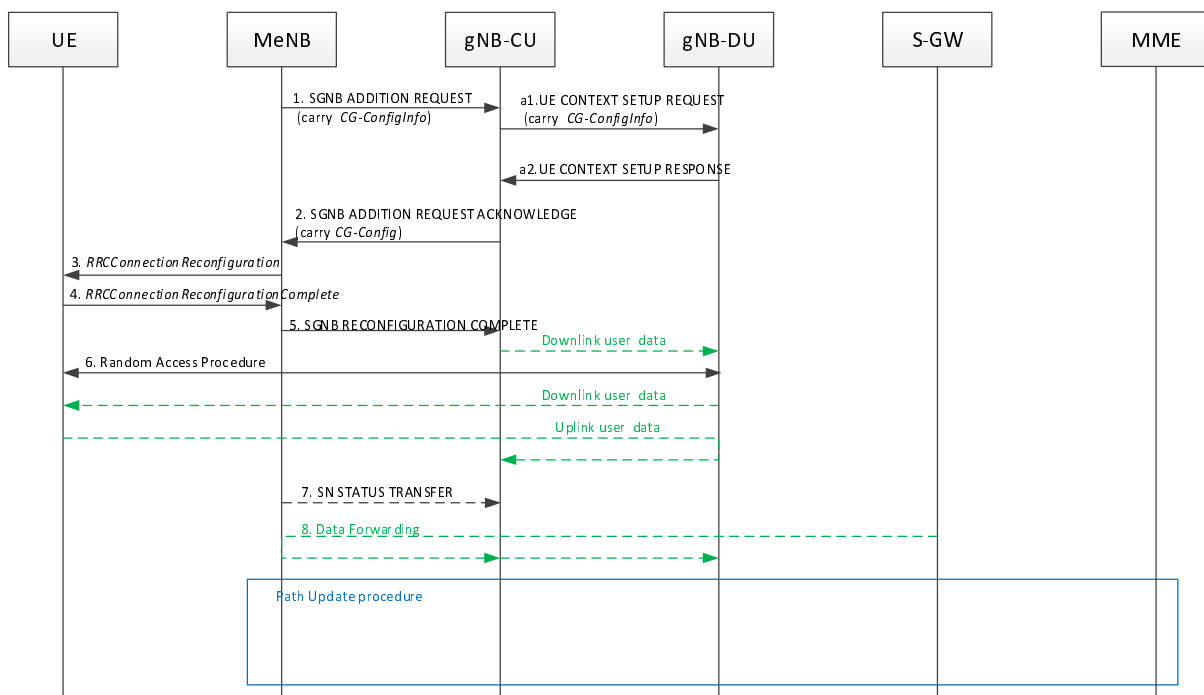 UE
MeNB
gNB-CU
gNB-DU
S-GW
MME
1. SGNB ADDITION REQUEST
(carry CG-ConfigInfo)
a1.UE CONTEXT SETUP REQUEST
(carry CG-ConfigInfo)
a2.UE CONTEXT SETUP RESPONSE
2. SGNB ADDITION REQUEST ACKNOWLEDGE
(carry CG-Config)
3. RRCConnectionReconfiguration
4. RRCConnectionReconfigurationComplete
5. SGNB RECONFIGURATION COMPLETE
Downlink user data
6. Random Access Procedure
Downlink user data
Uplink user data
7. SN STATUS TRANSFER
8. Data Forwarding
Path Update procedure